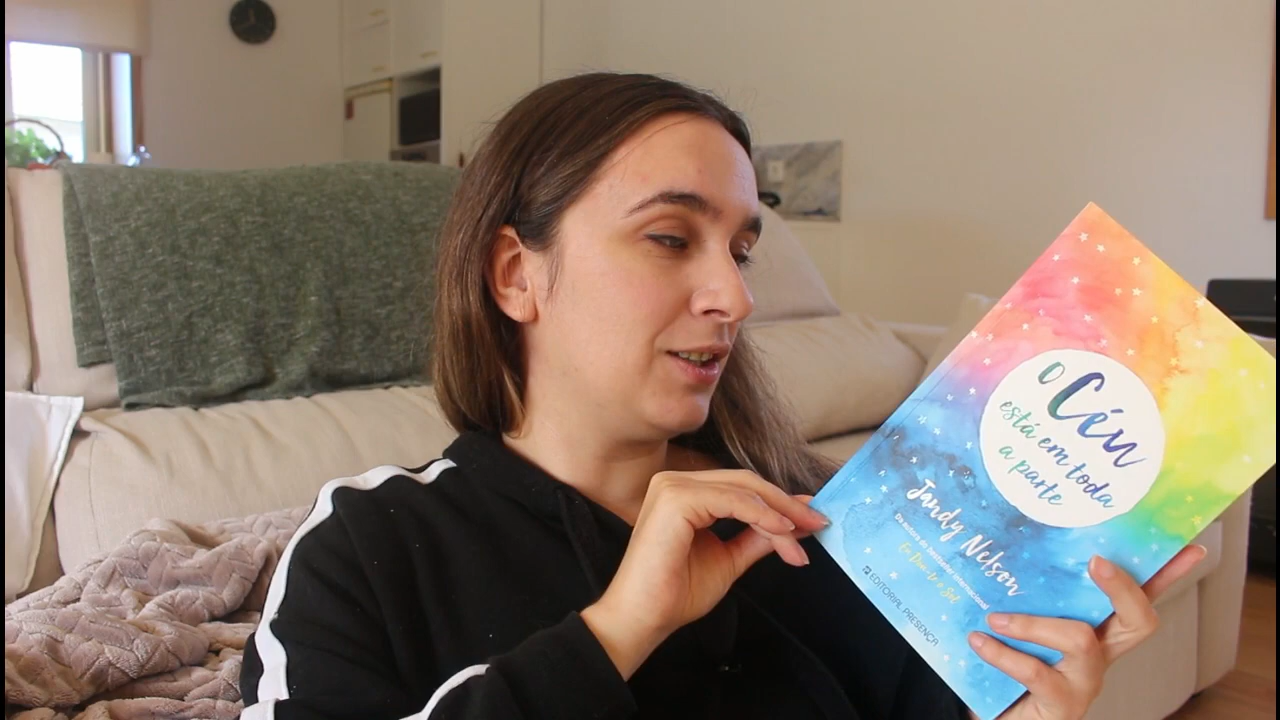 O Céu
está em toda
a parte
Jandy Nelson
Da autora do bestseller internacional
Eu Dou-te o Sol
EDITORIAL PRESENÇA